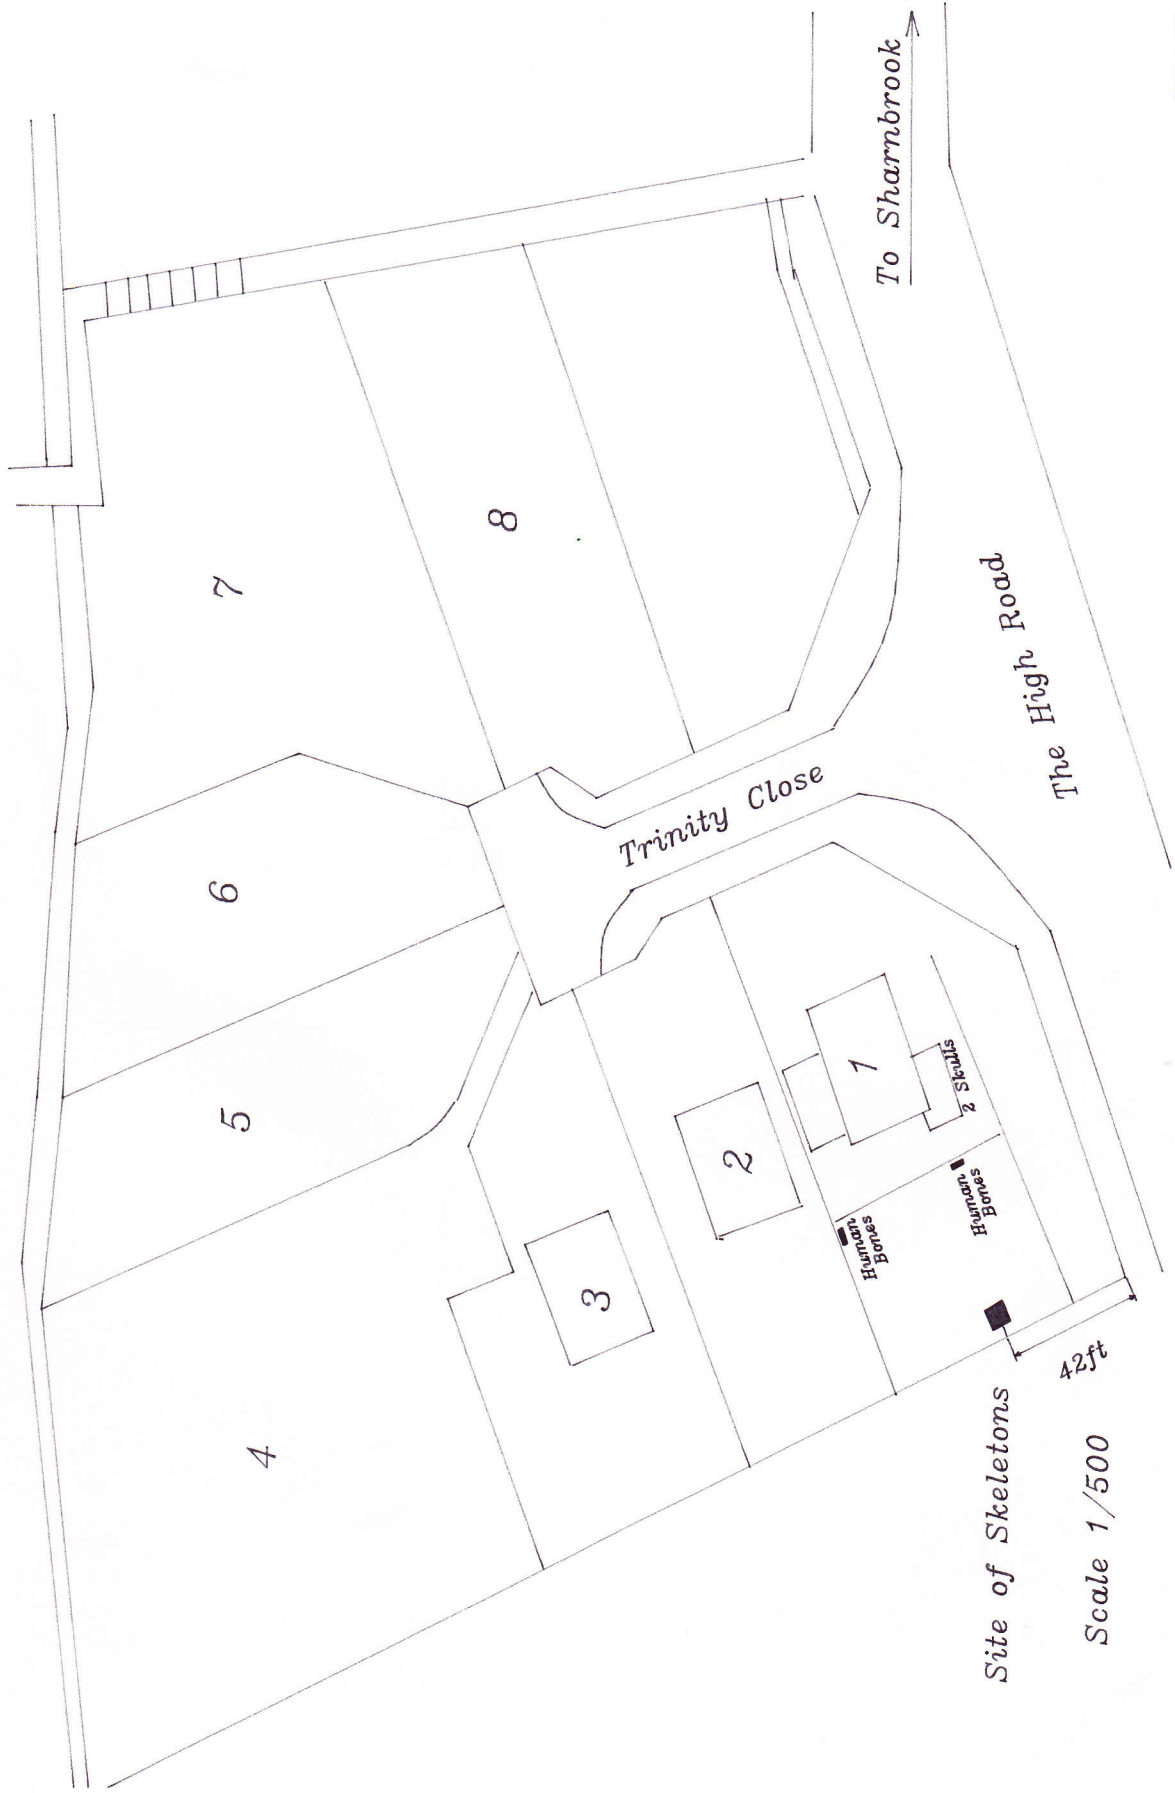 To Sharnbrook
The High Road
Trinity Close
7
8
6
5
4
3
2
1
2 Skulls
Human
Bones
Human
Bones
42ft
Site of Skeletons
Scale 1/500